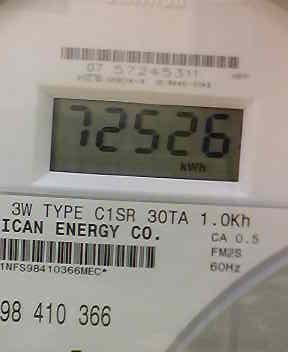 07 57245311
72526
kWh
3W TYPE C1SR 30TA 1.0Kh
ICAN ENERGY CO.
CA 0.5
FM2S
60Hz
1NFS98410366MEC*
98 410 366